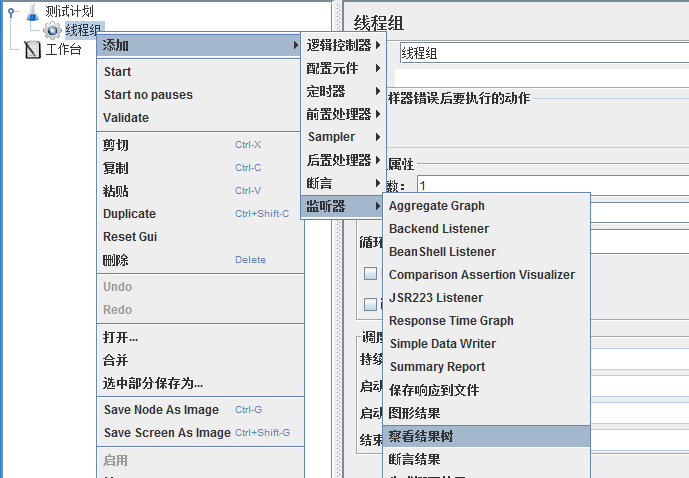 测试计划
线程组
工作台
添加
Start
Start no pauses
Validate
剪切 Ctrl-X
复制 Ctrl-C
粘贴 Ctrl-V
Duplicate Ctrl+Shift-C
Reset Gui
删除 Delete
Undo
Redo
打开...
合并
选中部分保存为...
Save Node As Image Ctrl-G
Save Screen As Image Ctrl+Shift-G
启用
逻辑控制器
配置元件
定时器
前置处理器
Sampler
后置处理器
断言
监听器
Aggregate Graph
Backend Listener
BeanShell Listener
Comparison Assertion Visualizer
JSR223 Listener
Response Time Graph
Simple Data Writer
Summary Report
保存响应到文件
图形结果
察看结果树
断言结果
线程组
线程组
样器错误后要执行的动作
属性
数: 1
循环
调度
持续
启动
启动
结束